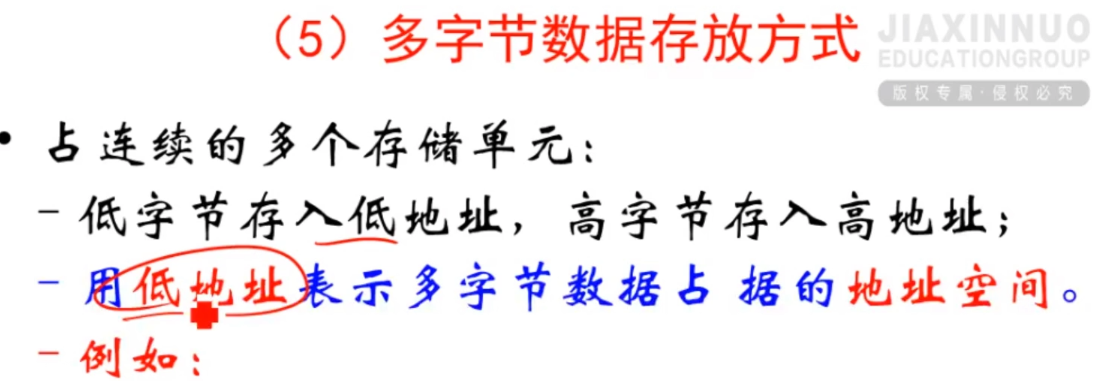 （5）多字节数据存放方式
JIAXINNUO
EDUCATIONGROUP
版权专属·侵权必究
• 占连续的多个存储单元：
– 低字节存入低地址，高字节存入高地址；
– 用低地址表示多字节数据占 据的地址空间。
– 例如：